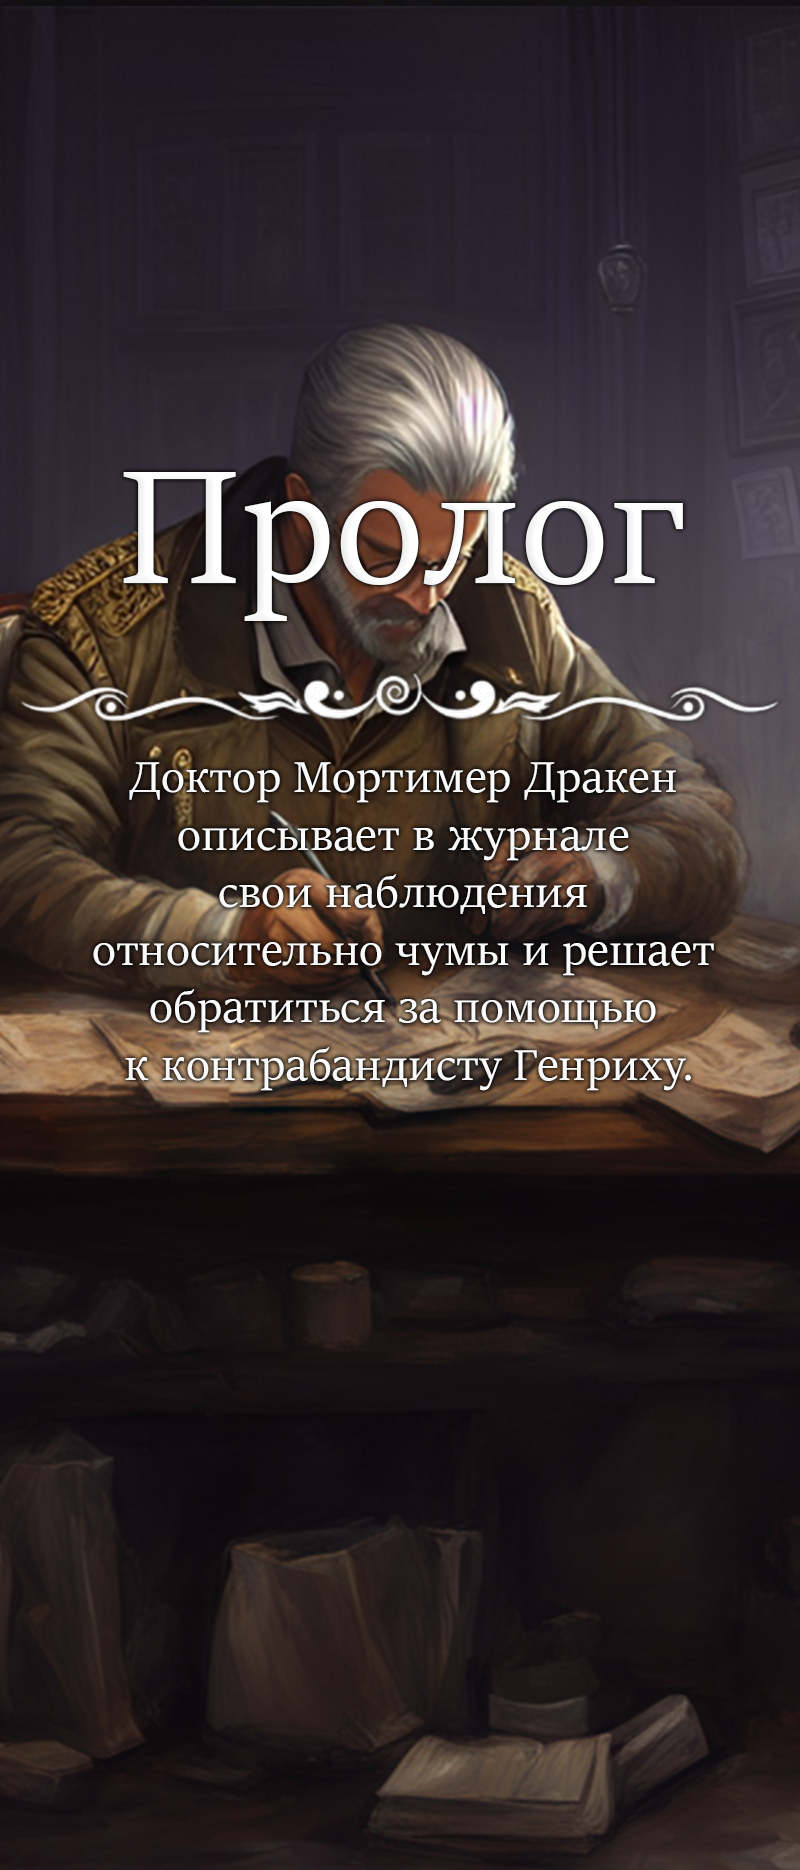 Пролог
Доктор Мортимер Дракен
описывает в журнале
свои наблюдения
относительно чумы и решает
обратиться за помощью
к контрабандисту Генриху.